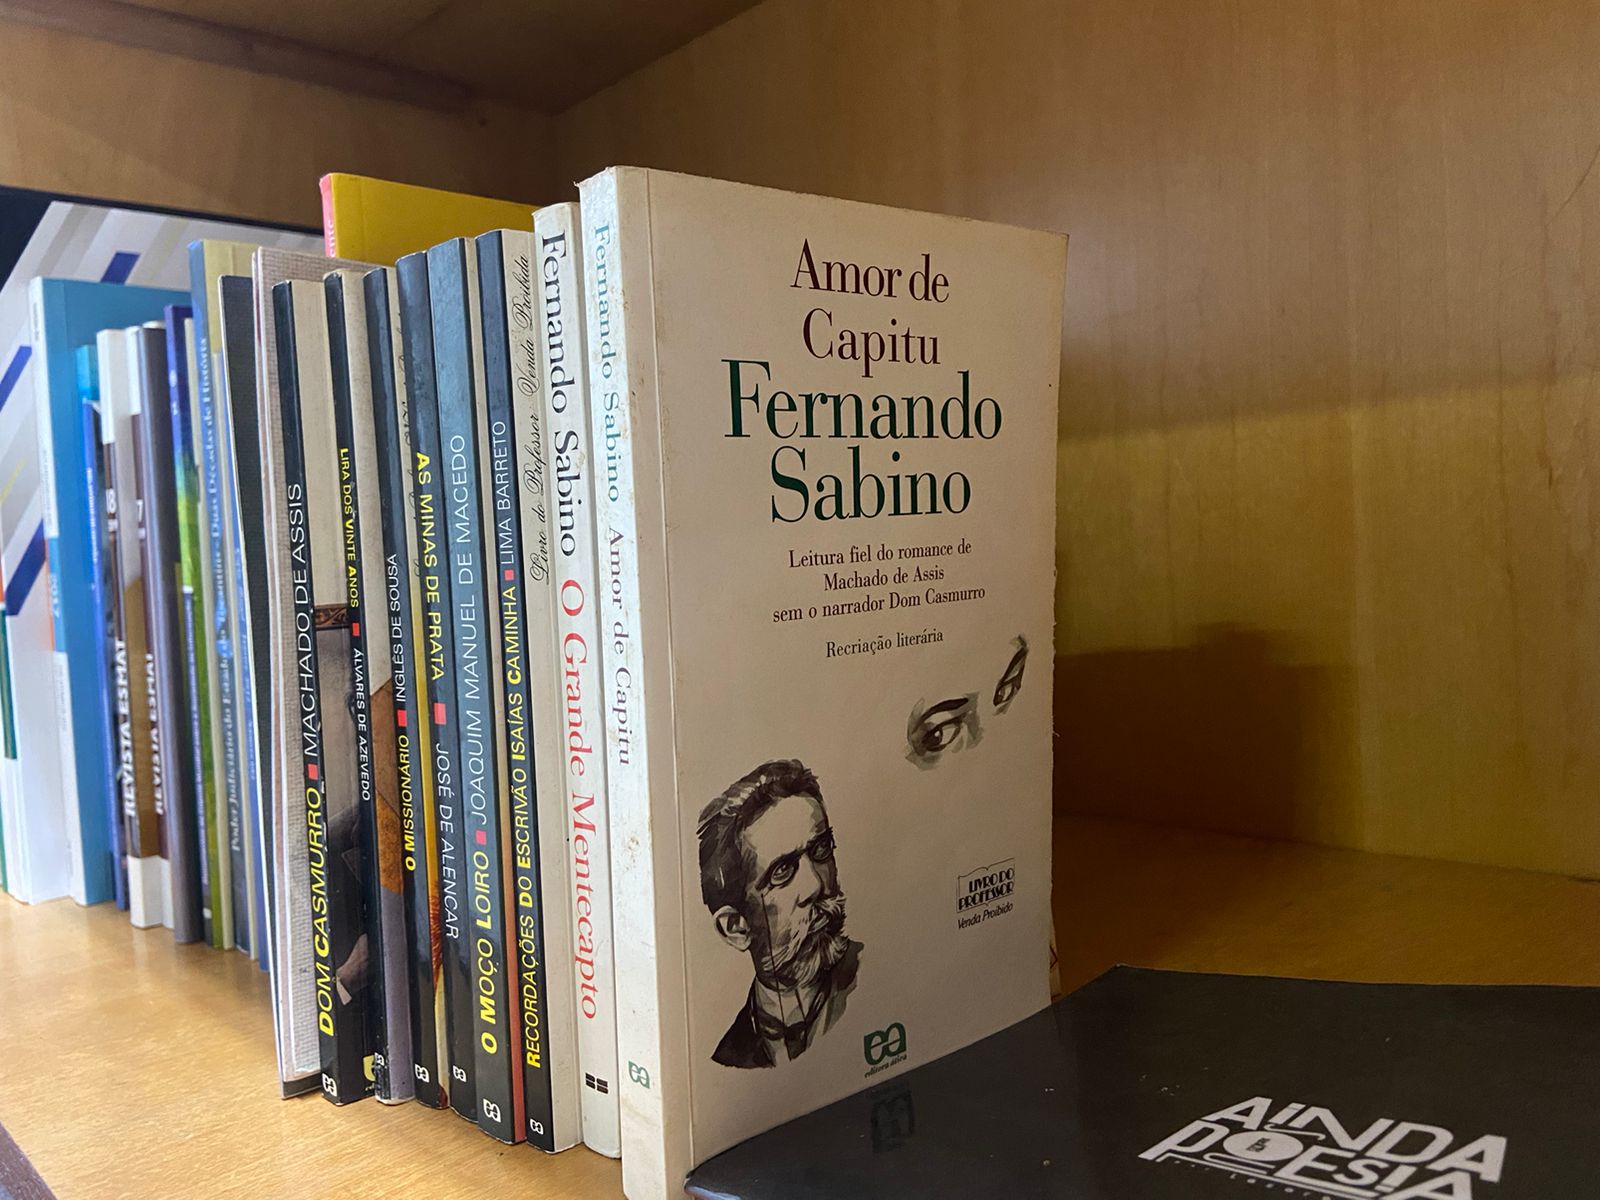 REVISTA ESMAT
REVISTA ESMAT
DOM CASMURRO ■ MACHADO DE ASSIS
LIRA DOS VINTE ANOS ■ ÁLVARES DE AZEVEDO
O MISSIONÁRIO ■ INGLÊS DE SOUSA
AS MINAS DE PRATA ■ JOSÉ DE ALENCAR
O MOÇO LOIRO ■ JOAQUIM MANUEL DE MACEDO
RECORDAÇÕES DO ESCRIVÃO ISAÍAS CAMINHA ■ LIMA BARRETO
Livro do Professor Venda Proibida
Fernando Sabino O Grande Mentecapto
Fernando Sabino Amor de Capitu
Amor de
Capitu
Fernando
Sabino
Leitura fiel do romance de
Machado de Assis
sem o narrador Dom Casmurro
Recriação literária
LIVRO DO
PROFESSOR
Venda Proibida
ea
editora ática
AINDA
POESIA